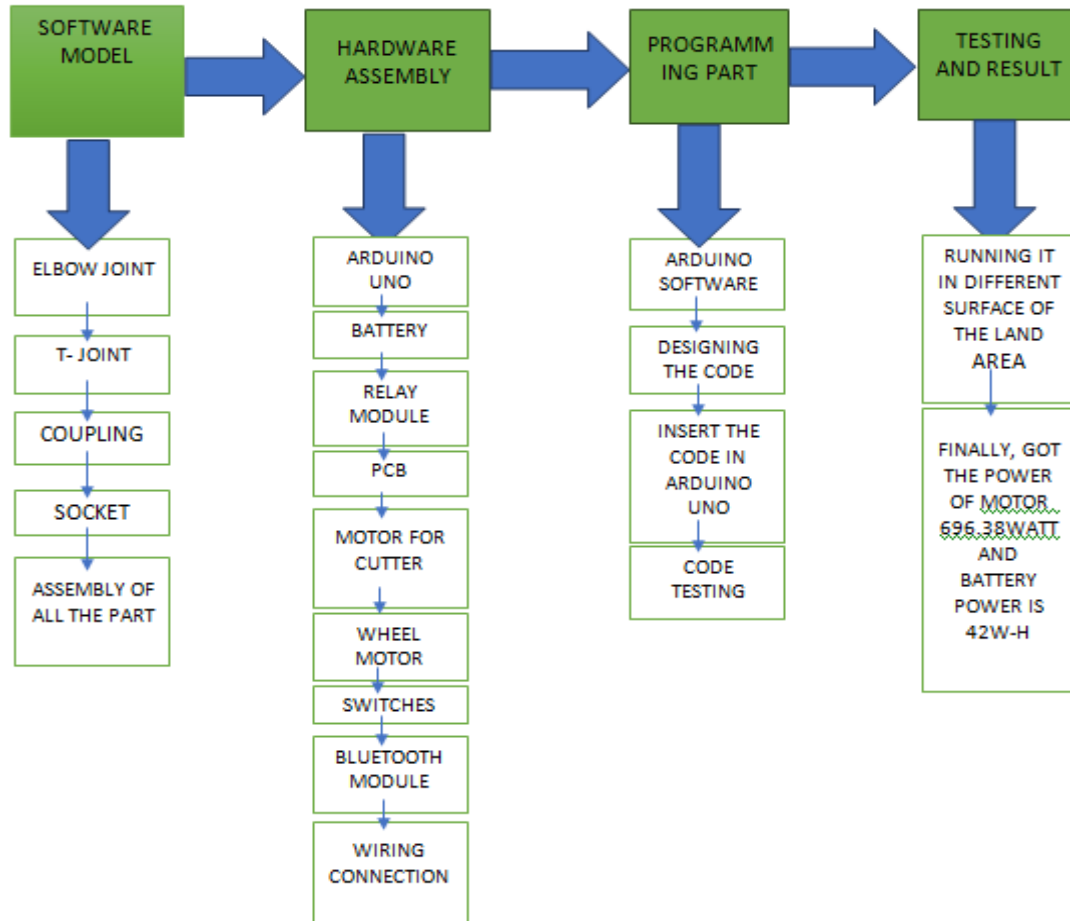 SOFTWARE
MODEL
HARDWARE
ASSEMBLY
PROGRAMM
ING PART
TESTING
AND RESULT
ELBOW JOINT
T- JOINT
COUPLING
SOCKET
ASSEMBLY OF
ALL THE PART
ARDUINO
UNO
BATTERY
RELAY
MODULE
PCB
MOTOR FOR
CUTTER
WHEEL
MOTOR
SWITCHES
BLUETOOTH
MODULE
WIRING
CONNECTION
ARDUINO
SOFTWARE
DESIGNING
THE CODE
INSERT THE
CODE IN
ARDUINO
UNO
CODE
TESTING
RUNNING IT
IN DIFFERENT
SURFACE OF
THE LAND
AREA
FINALLY, GOT
THE POWER
OF MOTOR
696.38WATT
AND
BATTERY
POWER IS
42W-H